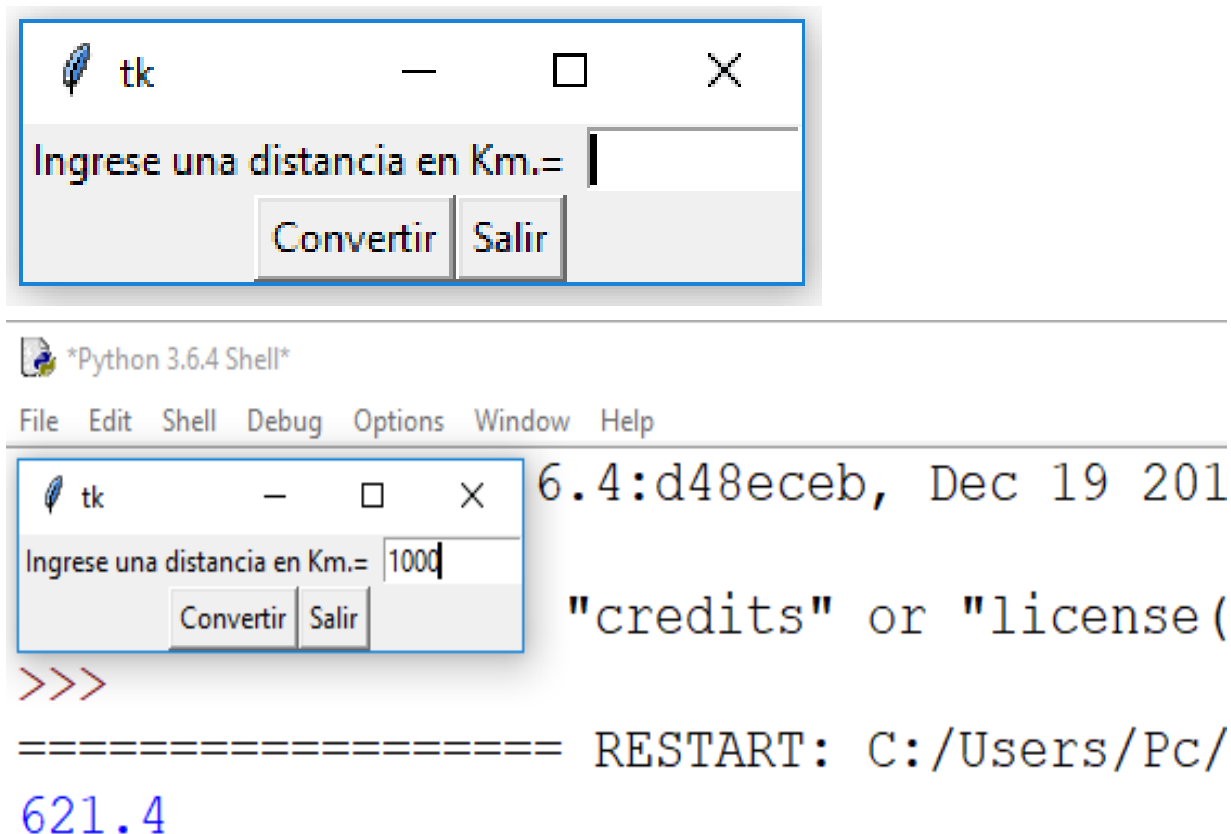 tk
Ingrese una distancia en Km.=
Convertir Salir
*Python 3.6.4 Shell*
File Edit Shell Debug Options Window Help
tk
6.4:d48eceb, Dec 19 201
Ingrese una distancia en Km.= 1000
Convertir Salir
"credits" or "license(
>>>
================== RESTART: C:/Users/Pc/
621.4